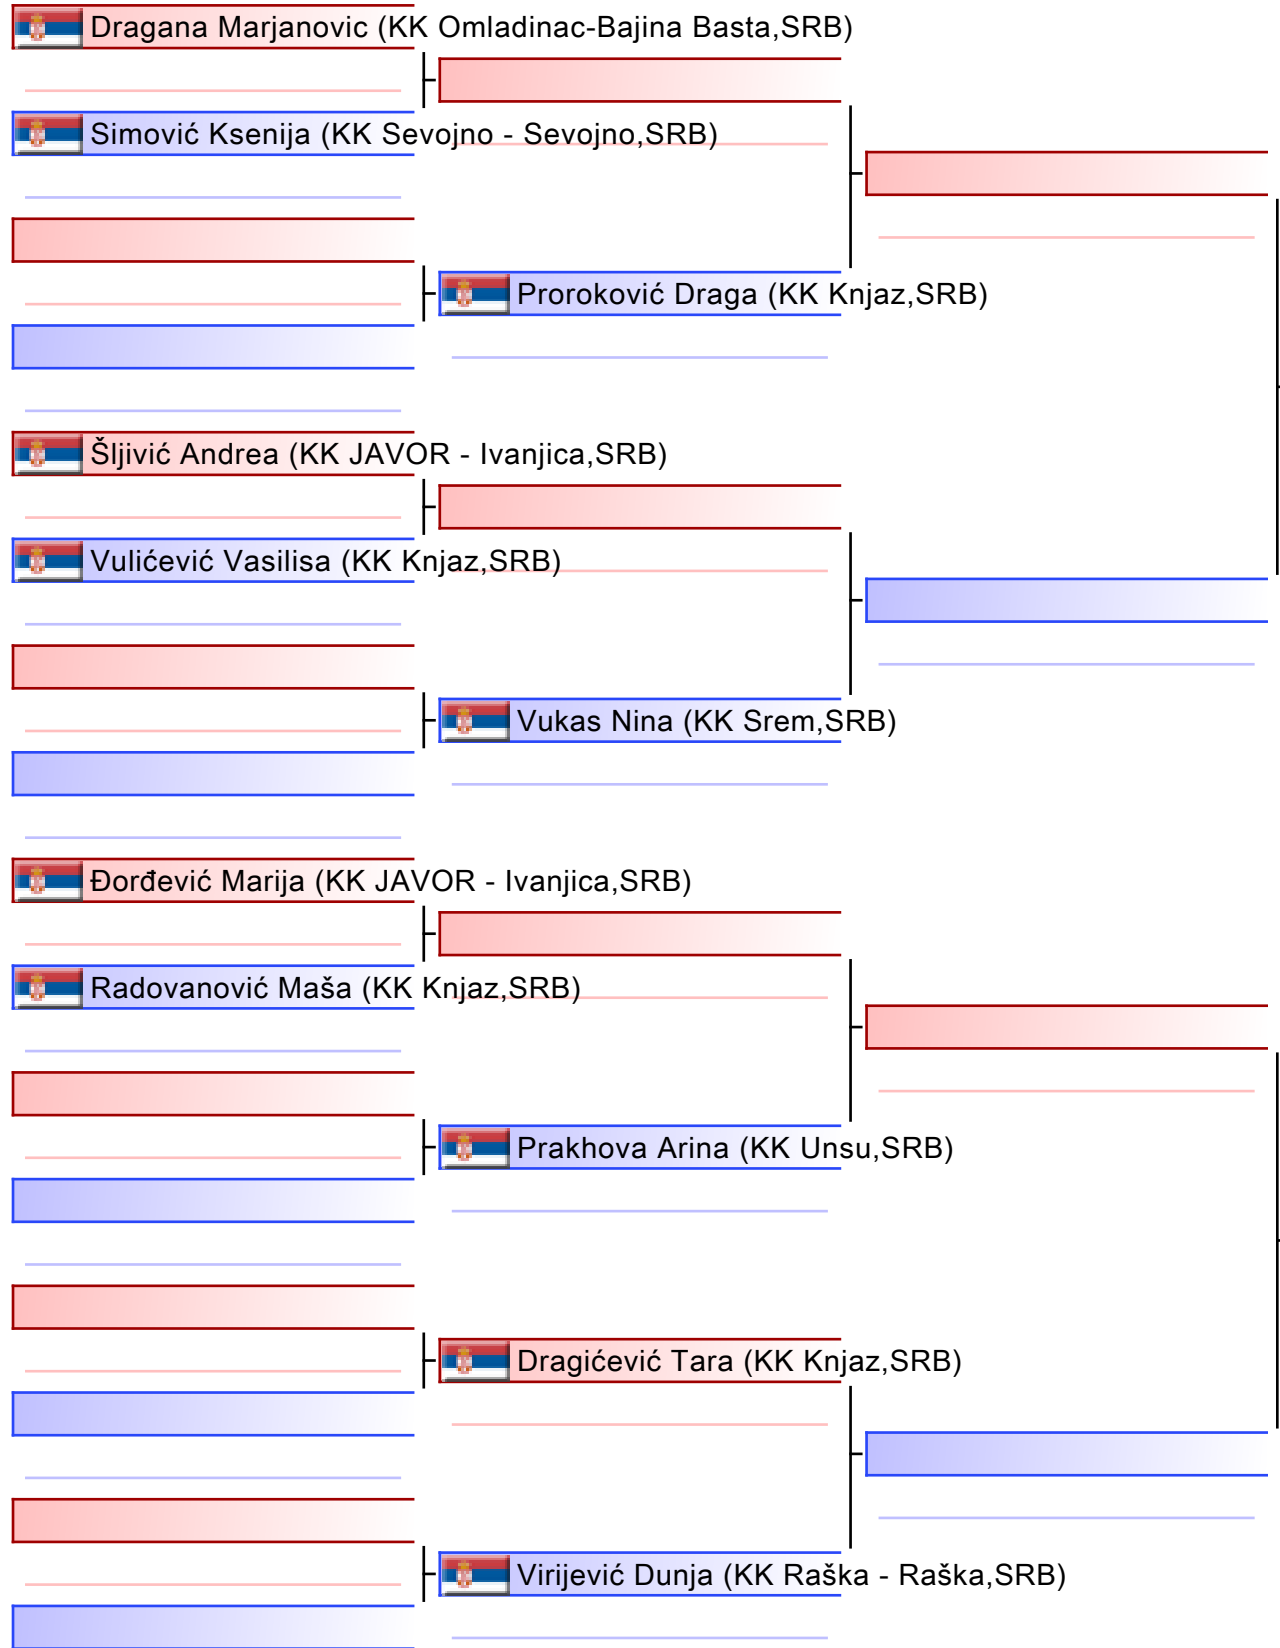 Dragana Marjanovic (KK Omladinac-Bajina Basta,SRB)
Simović Ksenija (KK Sevojno - Sevojno,SRB)
Proroković Draga (KK Knjaz,SRB)
Šljivić Andrea (KK JAVOR - Ivanjica,SRB)
Vulićević Vasilisa (KK Knjaz,SRB)
Vukas Nina (KK Srem,SRB)
Đorđević Marija (KK JAVOR - Ivanjica,SRB)
Radovanović Maša (KK Knjaz,SRB)
Prakhova Arina (KK Unsu,SRB)
Dragićević Tara (KK Knjaz,SRB)
Virijević Dunja (KK Raška - Raška,SRB)